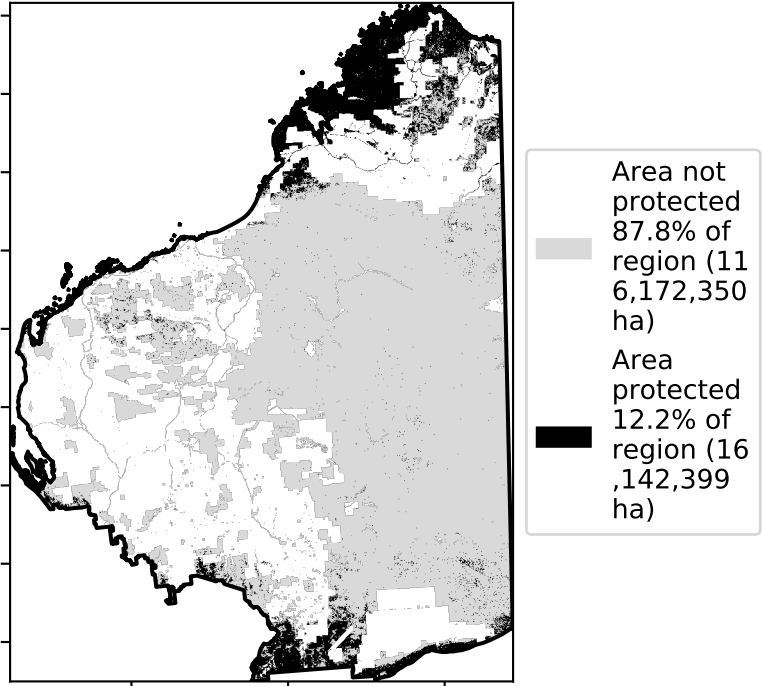 Area not
protected
87.8% of
region (11
6,172,350
ha)
Area
protected
12.2% of
region (16
,142,399
ha)